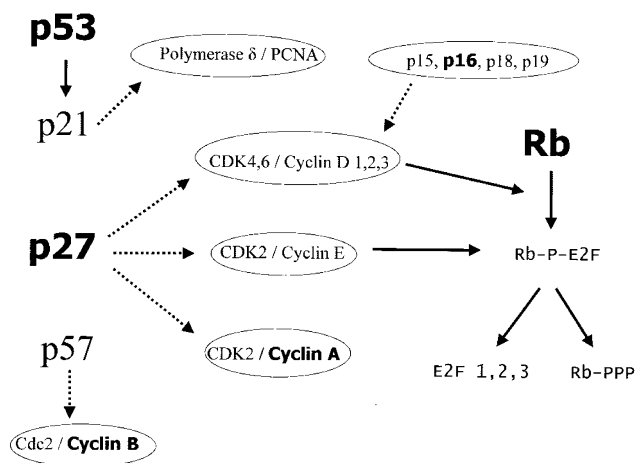 p53
Polymerase δ / PCNA
p15, p16, p18, p19
p21
CDK4,6 / Cyclin D 1,2,3
Rb
p27
CDK2 / Cyclin E
Rb-P-E2F
p57
CDK2 / Cyclin A
E2F 1,2,3
Rb-PPP
Cdc2 / Cyclin B